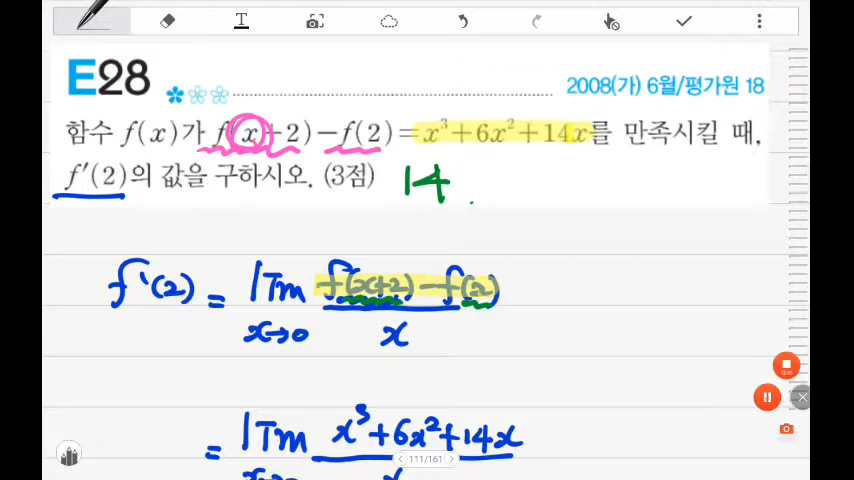 E28
2008(가) 6월/평가원 18
함수 f(x)가 f(x+2)-f(2)=x³+6x²+14x를 만족시킬 때,
f′(2)의 값을 구하시오. (3점) 14
f′(2) = lim f(x+2)-f(2)
x→0 x
= lim x³+6x²+14x
x→0 x
111/161